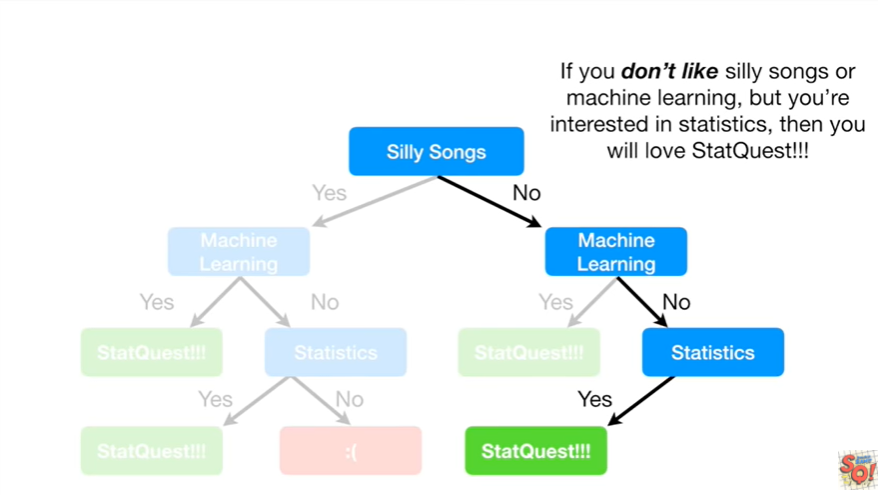 If you don't like silly songs or
machine learning, but you're
interested in statistics, then you
will love StatQuest!!!
Silly Songs
Yes
No
Machine
Learning
Machine
Learning
Yes
No
Yes
No
StatQuest!!!
Statistics
StatQuest!!!
Statistics
Yes
No
Yes
StatQuest!!!
:(
StatQuest!!!
SQ!